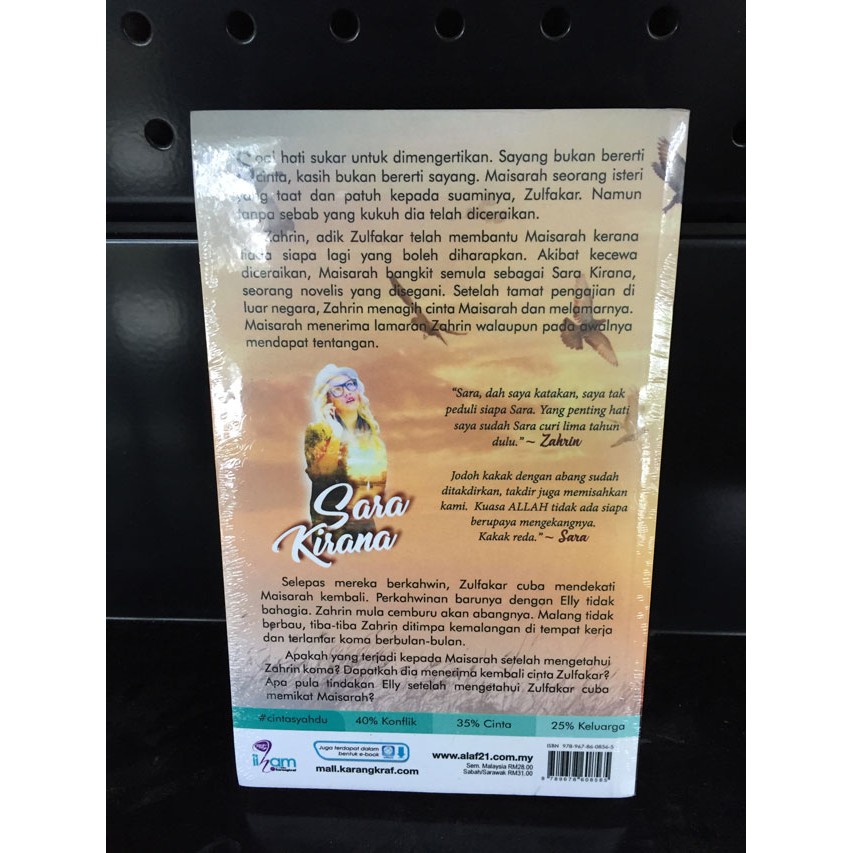 Soal hati sukar untuk dimengertikan. Sayang bukan bererti
cinta, kasih bukan bererti sayang. Maisarah seorang isteri
yang taat dan patuh kepada suaminya, Zulfakar. Namun
tanpa sebab yang kukuh dia telah diceraikan.
Zahrin, adik Zulfakar telah membantu Maisarah kerana
tiada siapa lagi yang boleh diharapkan. Akibat kecewa
diceraikan, Maisarah bangkit semula sebagai Sara Kirana,
seorang novelis yang disegani. Setelah tamat pengajian di
luar negara, Zahrin menagih cinta Maisarah dan melamarnya.
Maisarah menerima lamaran Zahrin walaupun pada awalnya
mendapat tentangan.
"Sara, dah saya katakan, saya tak
peduli siapa Sara. Yang penting hati
saya sudah Sara curi lima tahun
dulu." ~ Zahrin
Jodoh kakak dengan abang sudah
ditakdirkan, takdir juga memisahkan
kami. Kuasa ALLAH tidak ada siapa
berupaya mengekangnya.
Kakak reda." ~ Sara
Sara
Kirana
Selepas mereka berkahwin, Zulfakar cuba mendekati
Maisarah kembali. Perkahwinan barunya dengan Elly tidak
bahagia. Zahrin mula cemburu akan abangnya. Malang tidak
berbau, tiba-tiba Zahrin ditimpa kemalangan di tempat kerja
dan terlantar koma berbulan-bulan.
Apakah yang terjadi kepada Maisarah setelah mengetahui
Zahrin koma? Dapatkah dia menerima kembali cinta Zulfakar?
Apa pula tindakan Elly setelah mengetahui Zulfakar cuba
memikat Maisarah?
#cintasyahdu 40% Konflik 35% Cinta 25% Keluarga
Juga terdapat dalam
bentuk e-book
mall.karangkraf.com
www.alaf21.com.my
Sem. Malaysia RM28.00
Sabah/Sarawak RM31.00
ISBN 978-967-86-0856-5